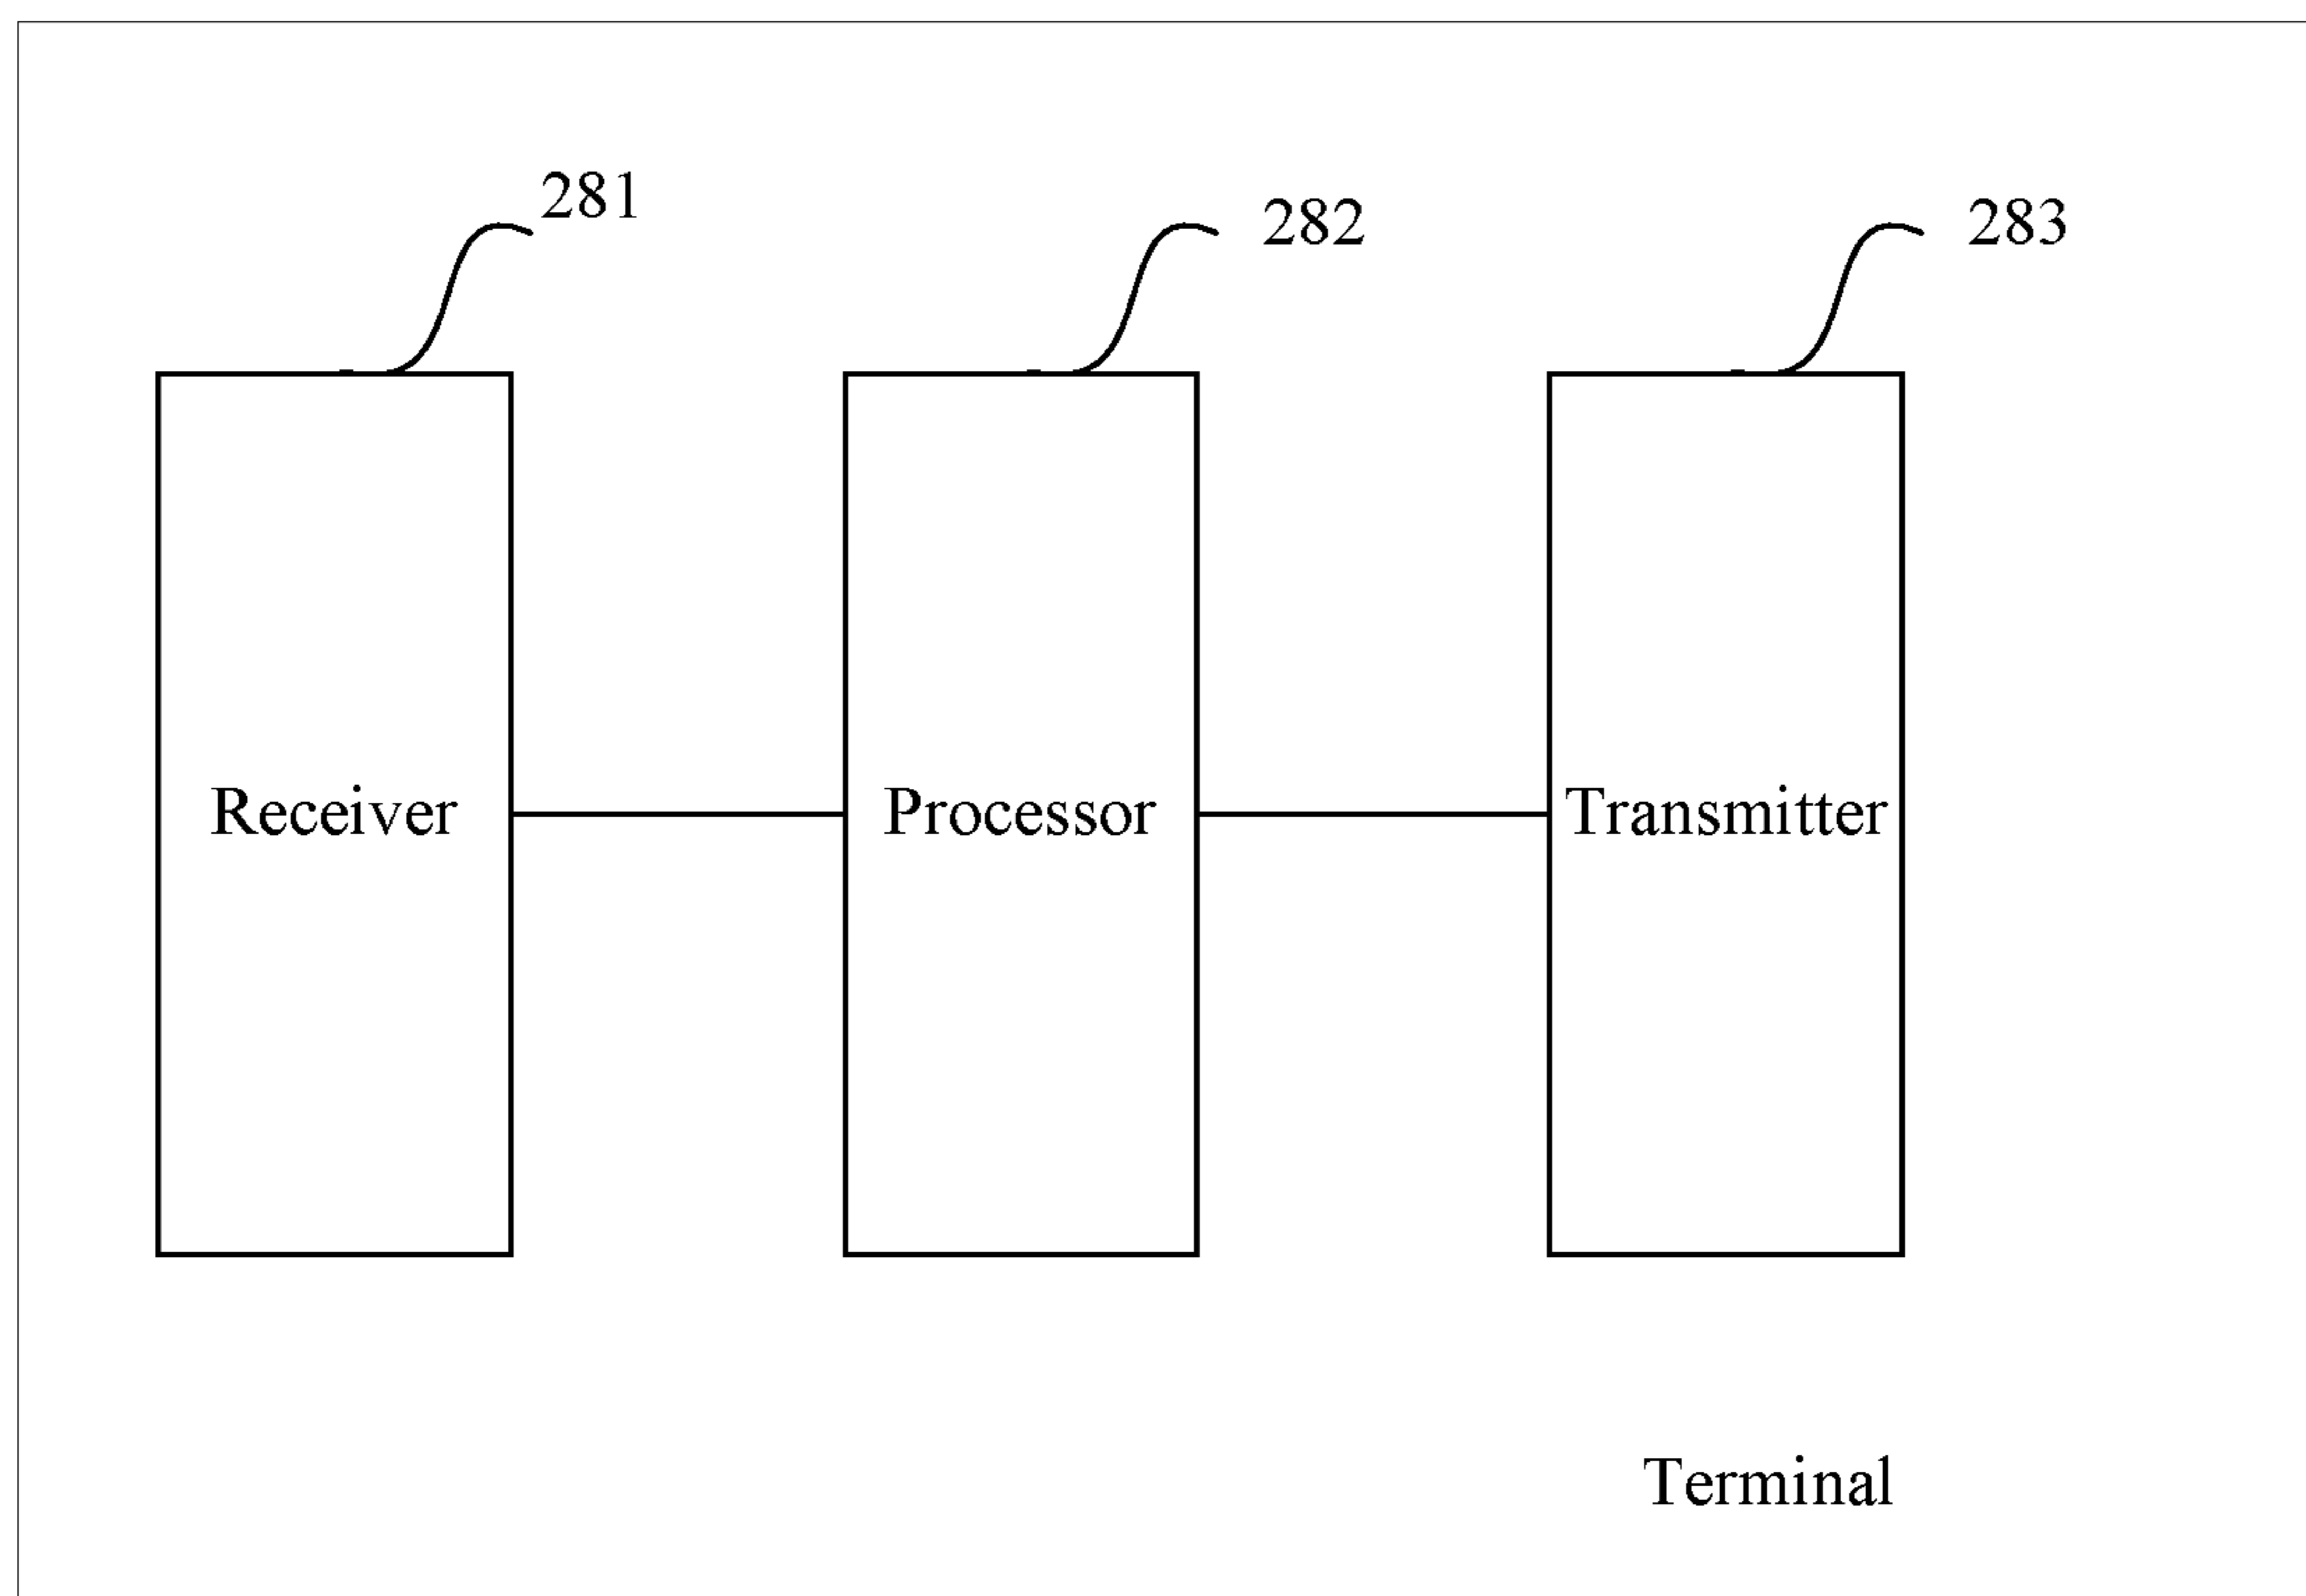 281
282
283
Receiver
Processor
Transmitter
Terminal